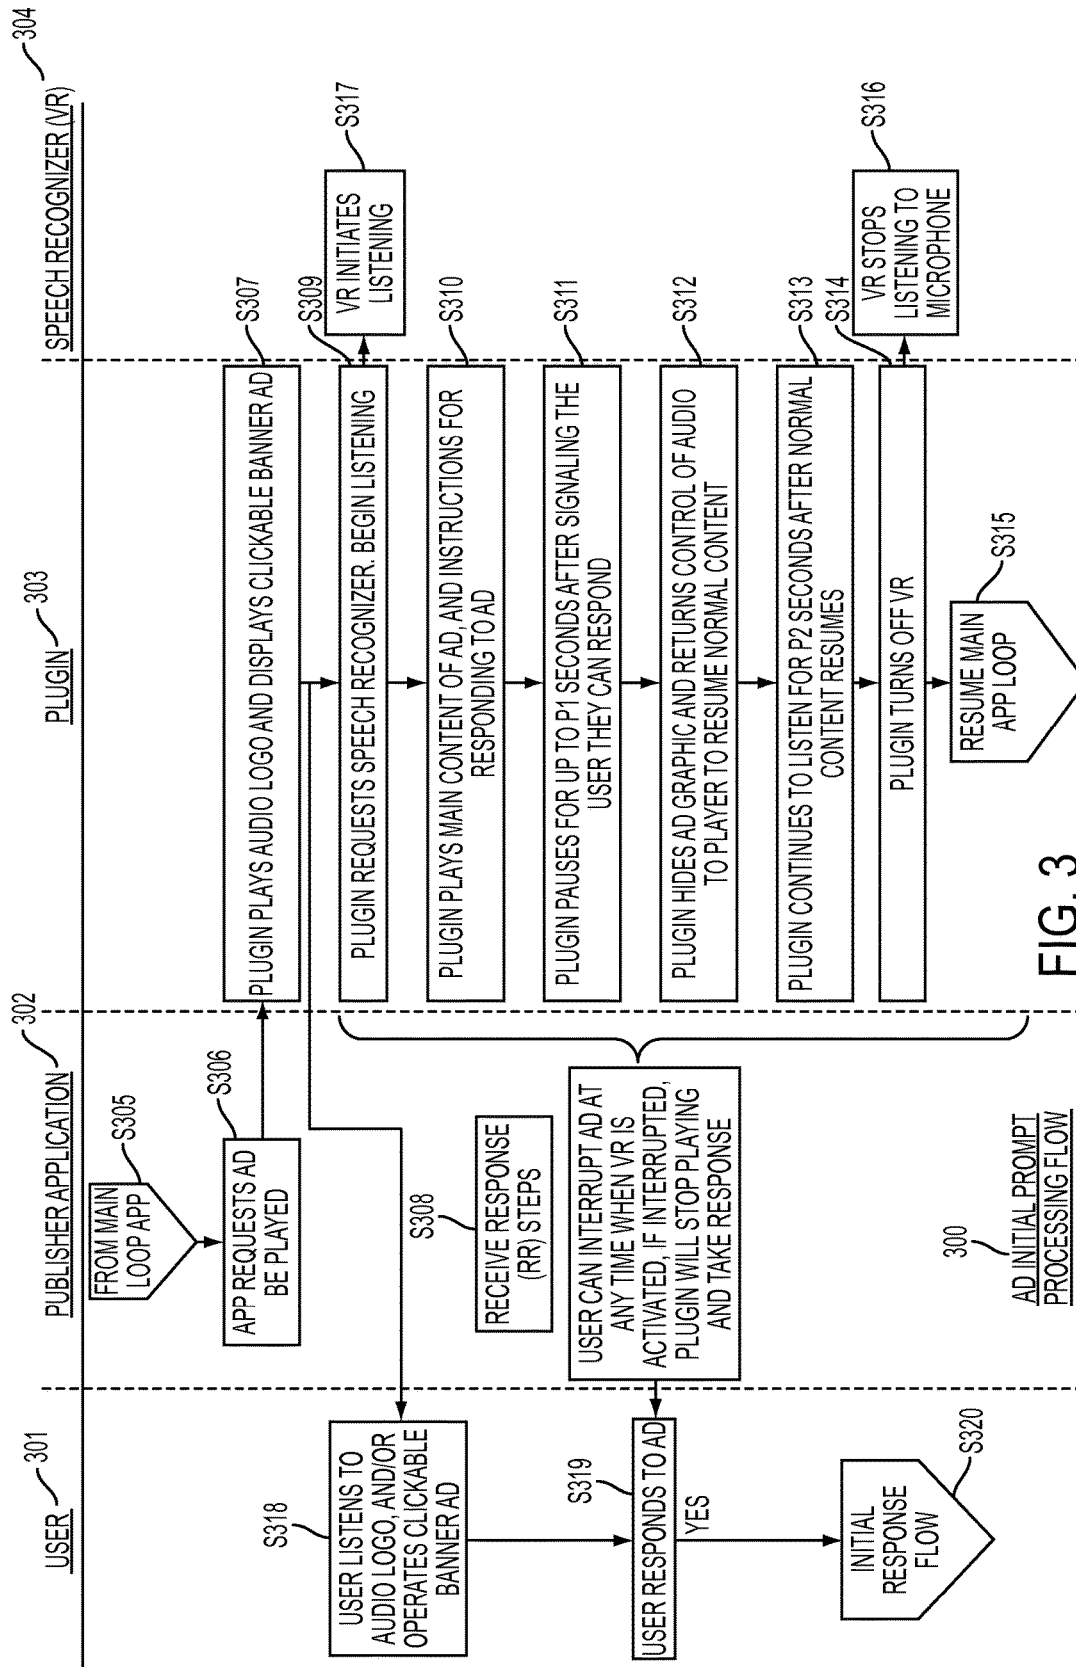 USER
301
PUBLISHER APPLICATION
302
PLUGIN
303
SPEECH RECOGNIZER (VR)
304
FROM MAIN
LOOP APP
S305
APP REQUESTS AD
BE PLAYED
S306
PLUGIN PLAYS AUDIO LOGO AND DISPLAYS CLICKABLE BANNER AD
S307
S318
USER LISTENS TO
AUDIO LOGO, AND/OR
OPERATES CLICKABLE
BANNER AD
PLUGIN REQUESTS SPEECH RECOGNIZER. BEGIN LISTENING
S309
VR INITIATES
LISTENING
S317
PLUGIN PLAYS MAIN CONTENT OF AD, AND INSTRUCTIONS FOR
RESPONDING TO AD
S310
S308
RECEIVE RESPONSE
(RR) STEPS
PLUGIN PAUSES FOR UP TO P1 SECONDS AFTER SIGNALING THE
USER THEY CAN RESPOND
S311
USER CAN INTERRUPT AD AT
ANY TIME WHEN VR IS
ACTIVATED, IF INTERRUPTED,
PLUGIN WILL STOP PLAYING
AND TAKE RESPONSE
S319
USER RESPONDS TO AD
YES
PLUGIN HIDES AD GRAPHIC AND RETURNS CONTROL OF AUDIO
TO PLAYER TO RESUME NORMAL CONTENT
S312
PLUGIN CONTINUES TO LISTEN FOR P2 SECONDS AFTER NORMAL
CONTENT RESUMES
S313
PLUGIN TURNS OFF VR
S314
VR STOPS
LISTENING TO
MICROPHONE
S316
INITIAL
RESPONSE
FLOW
S320
RESUME MAIN
APP LOOP
S315
300
AD INITIAL PROMPT
PROCESSING FLOW
FIG. 3